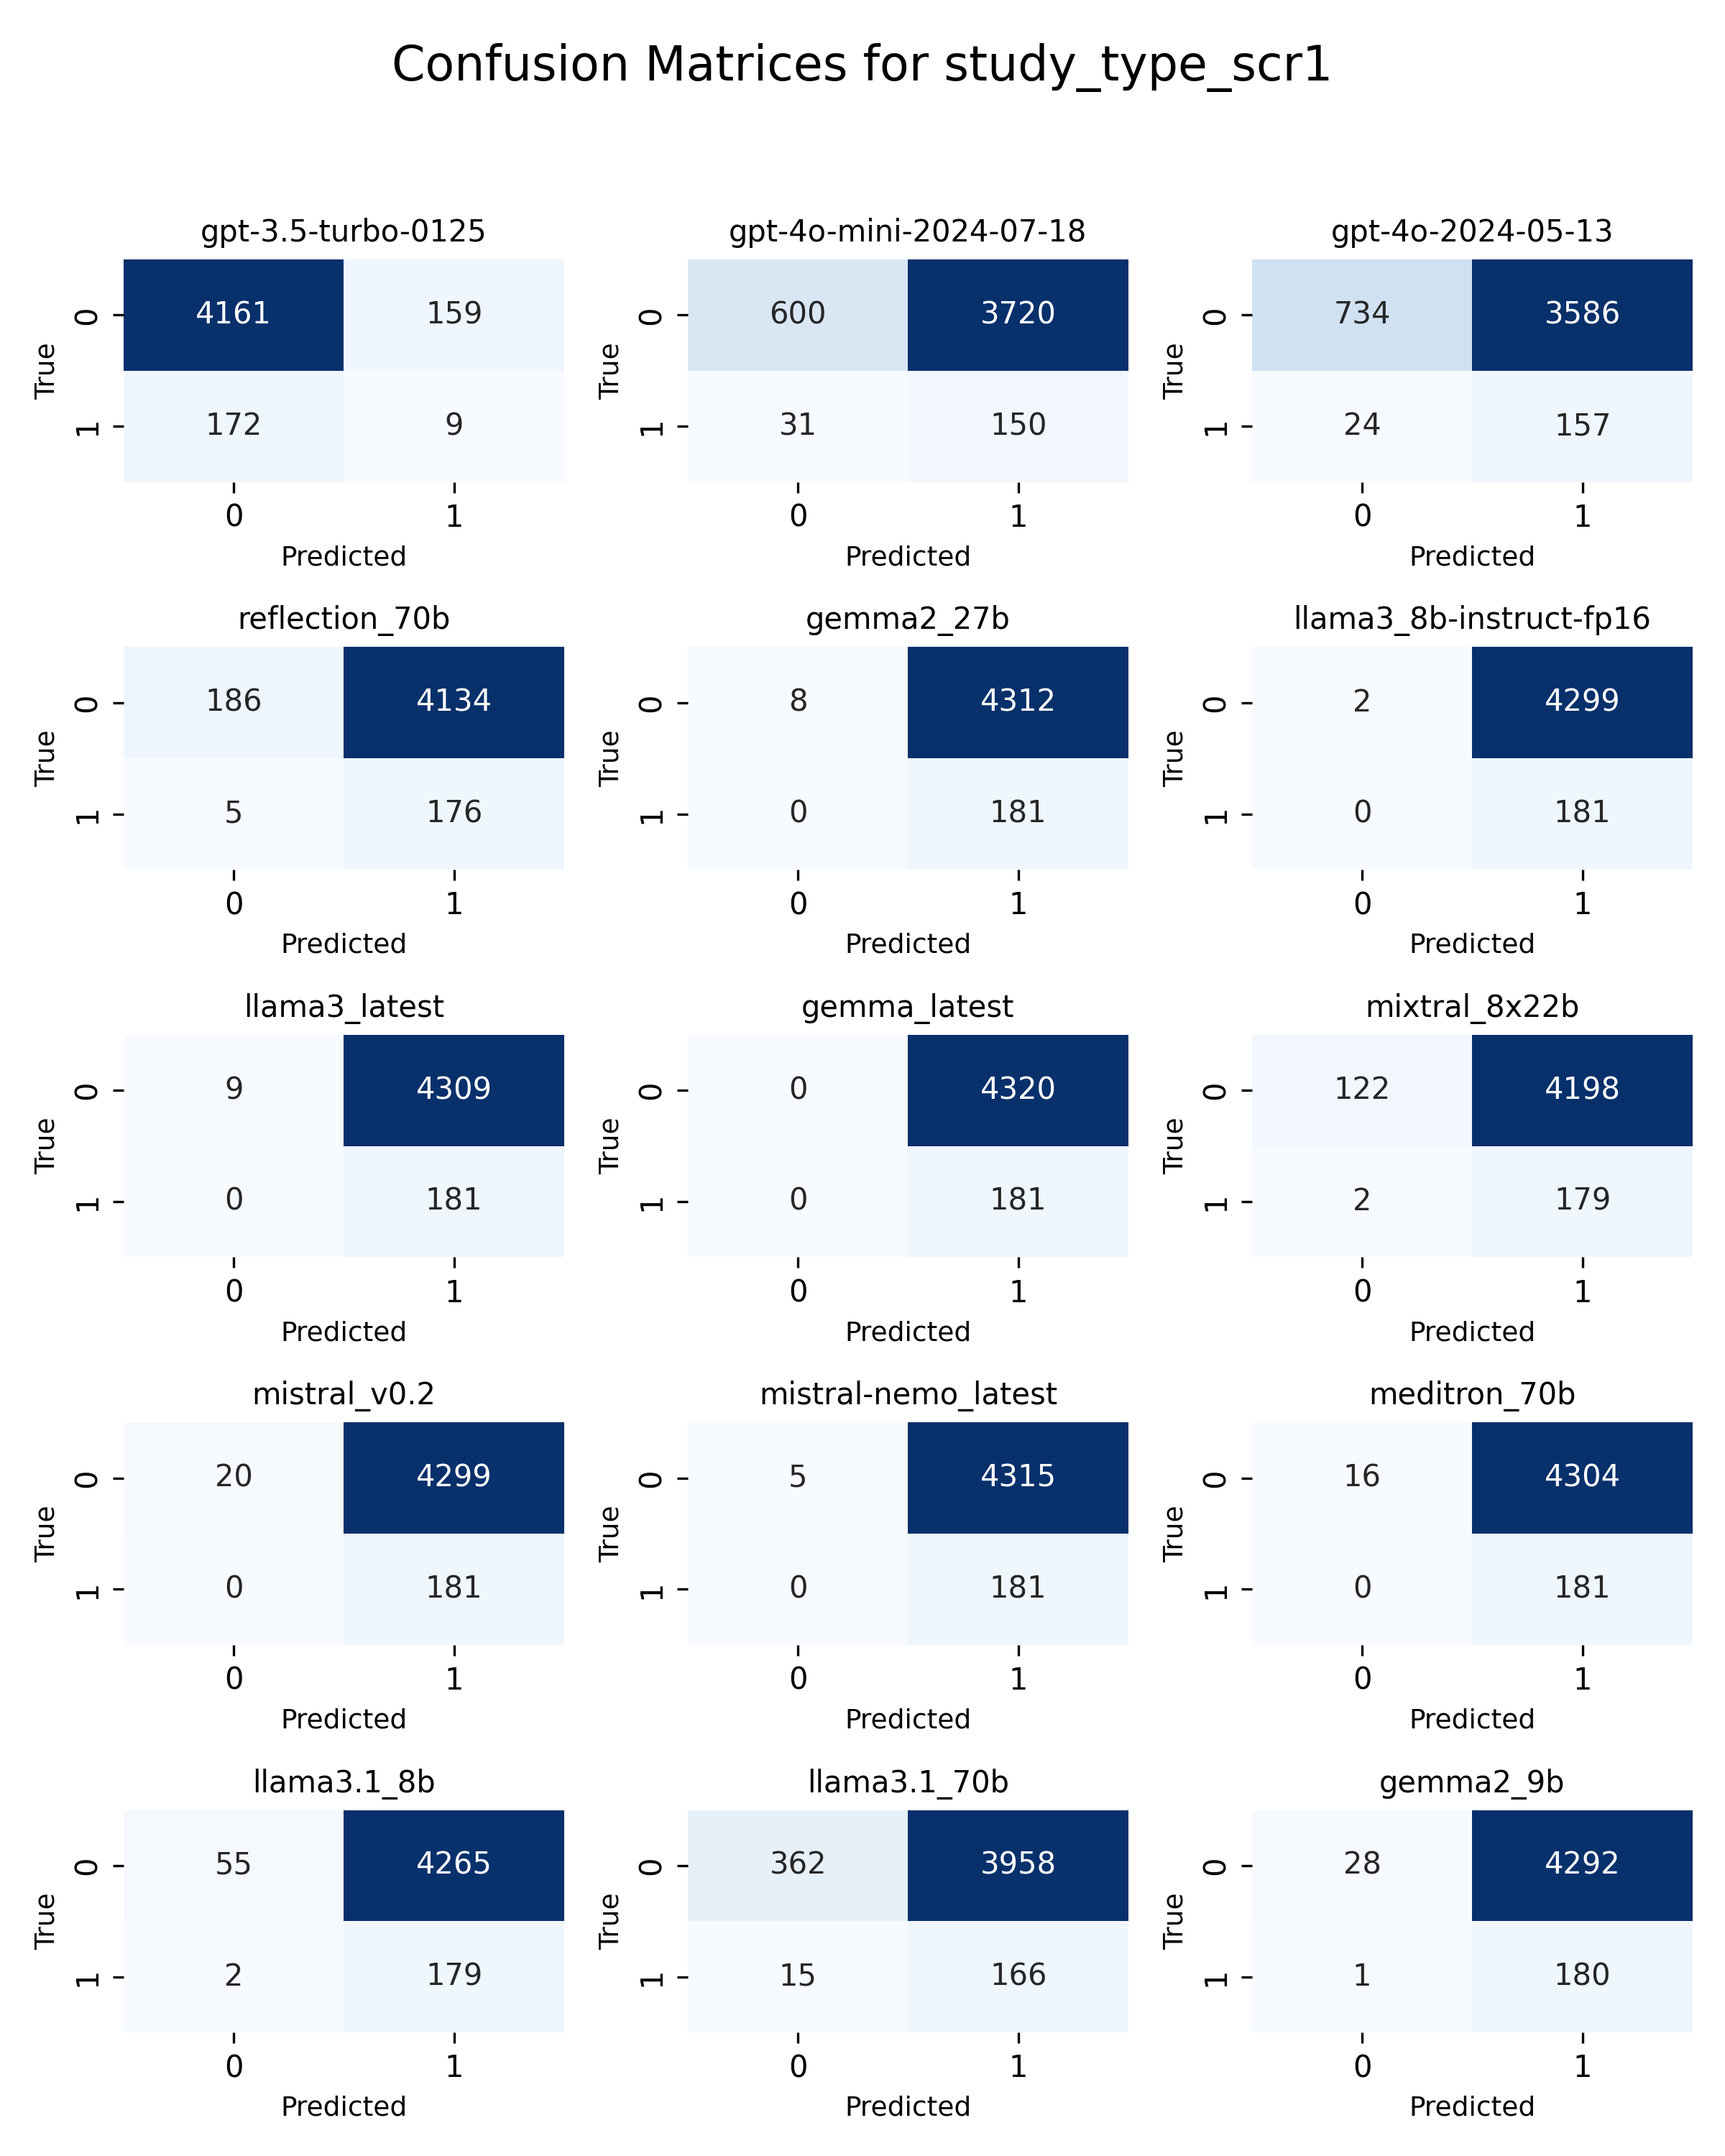 Confusion Matrices for study_type_scr1
gpt-3.5-turbo-0125
gpt-4o-mini-2024-07-18
gpt-4o-2024-05-13
True
0
4161
159
1
172
9
0
1
Predicted
True
0
600
3720
1
31
150
0
1
Predicted
True
0
734
3586
1
24
157
0
1
Predicted
reflection_70b
gemma2_27b
llama3_8b-instruct-fp16
True
0
186
4134
1
5
176
0
1
Predicted
True
0
8
4312
1
0
181
0
1
Predicted
True
0
2
4299
1
0
181
0
1
Predicted
llama3_latest
gemma_latest
mixtral_8x22b
True
0
9
4309
1
0
181
0
1
Predicted
True
0
0
4320
1
0
181
0
1
Predicted
True
0
122
4198
1
2
179
0
1
Predicted
mistral_v0.2
mistral-nemo_latest
meditron_70b
True
0
20
4299
1
0
181
0
1
Predicted
True
0
5
4315
1
0
181
0
1
Predicted
True
0
16
4304
1
0
181
0
1
Predicted
llama3.1_8b
llama3.1_70b
gemma2_9b
True
0
55
4265
1
2
179
0
1
Predicted
True
0
362
3958
1
15
166
0
1
Predicted
True
0
28
4292
1
1
180
0
1
Predicted